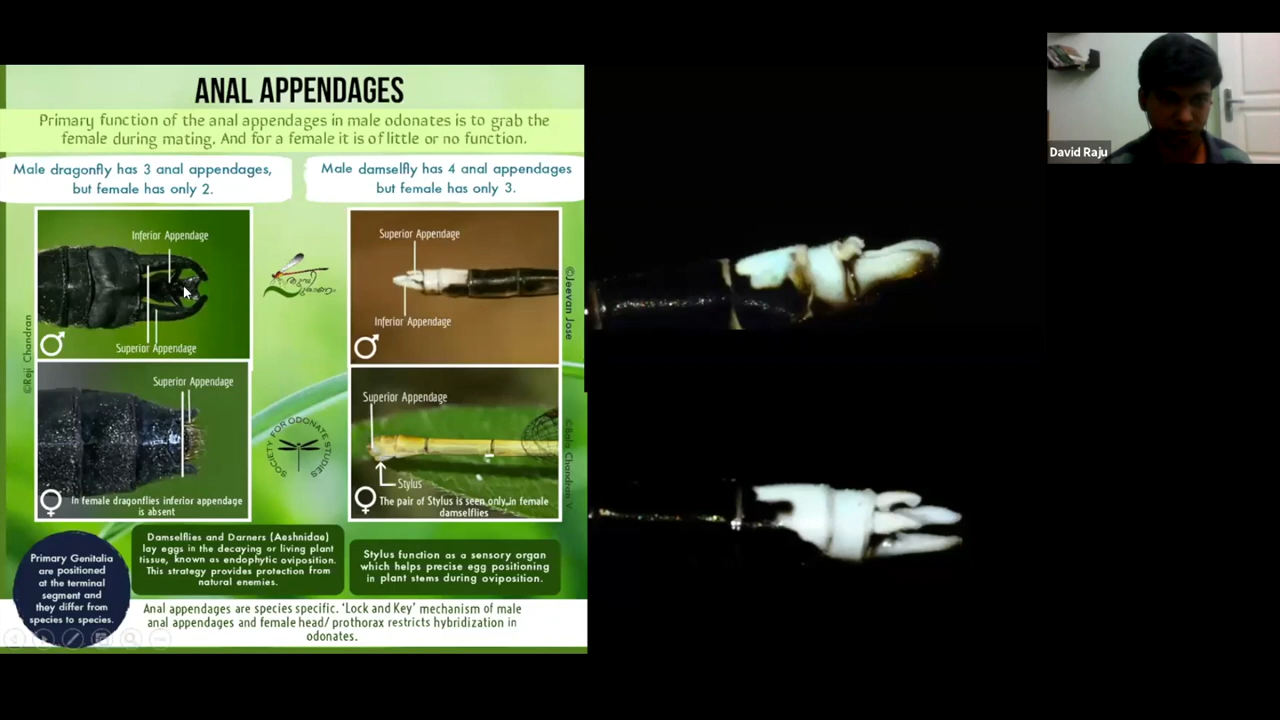 ANAL APPENDAGES
Primary function of the anal appendages in male odonates is to grab the
female during mating. And for a female it is of little or no function.
Male dragonfly has 3 anal appendages,
but female has only 2.
Male damselfly has 4 anal appendages
but female has only 3.
Inferior Appendage
Superior Appendage
©Reji Chandran
Superior Appendage
Inferior Appendage
©Jeevan Jose
Superior Appendage
In female dragonflies inferior appendage
is absent
SOCIETY FOR ODONATE STUDIES
Superior Appendage
Stylus
The pair of Stylus is seen only in female
damselflies
©Bala Chandran V
Primary Genitalia
are positioned
at the terminal
segment and
they differ from
species to species.
Damselflies and Darners (Aeshnidae)
lay eggs in the decaying or living plant
tissue, known as endophytic oviposition.
This strategy provides protection from
natural enemies.
Stylus function as a sensory organ
which helps precise egg positioning
in plant stems during oviposition.
Anal appendages are species specific. 'Lock and Key' mechanism of male
anal appendages and female head/ prothorax restricts hybridization in
odonates.
David Raju